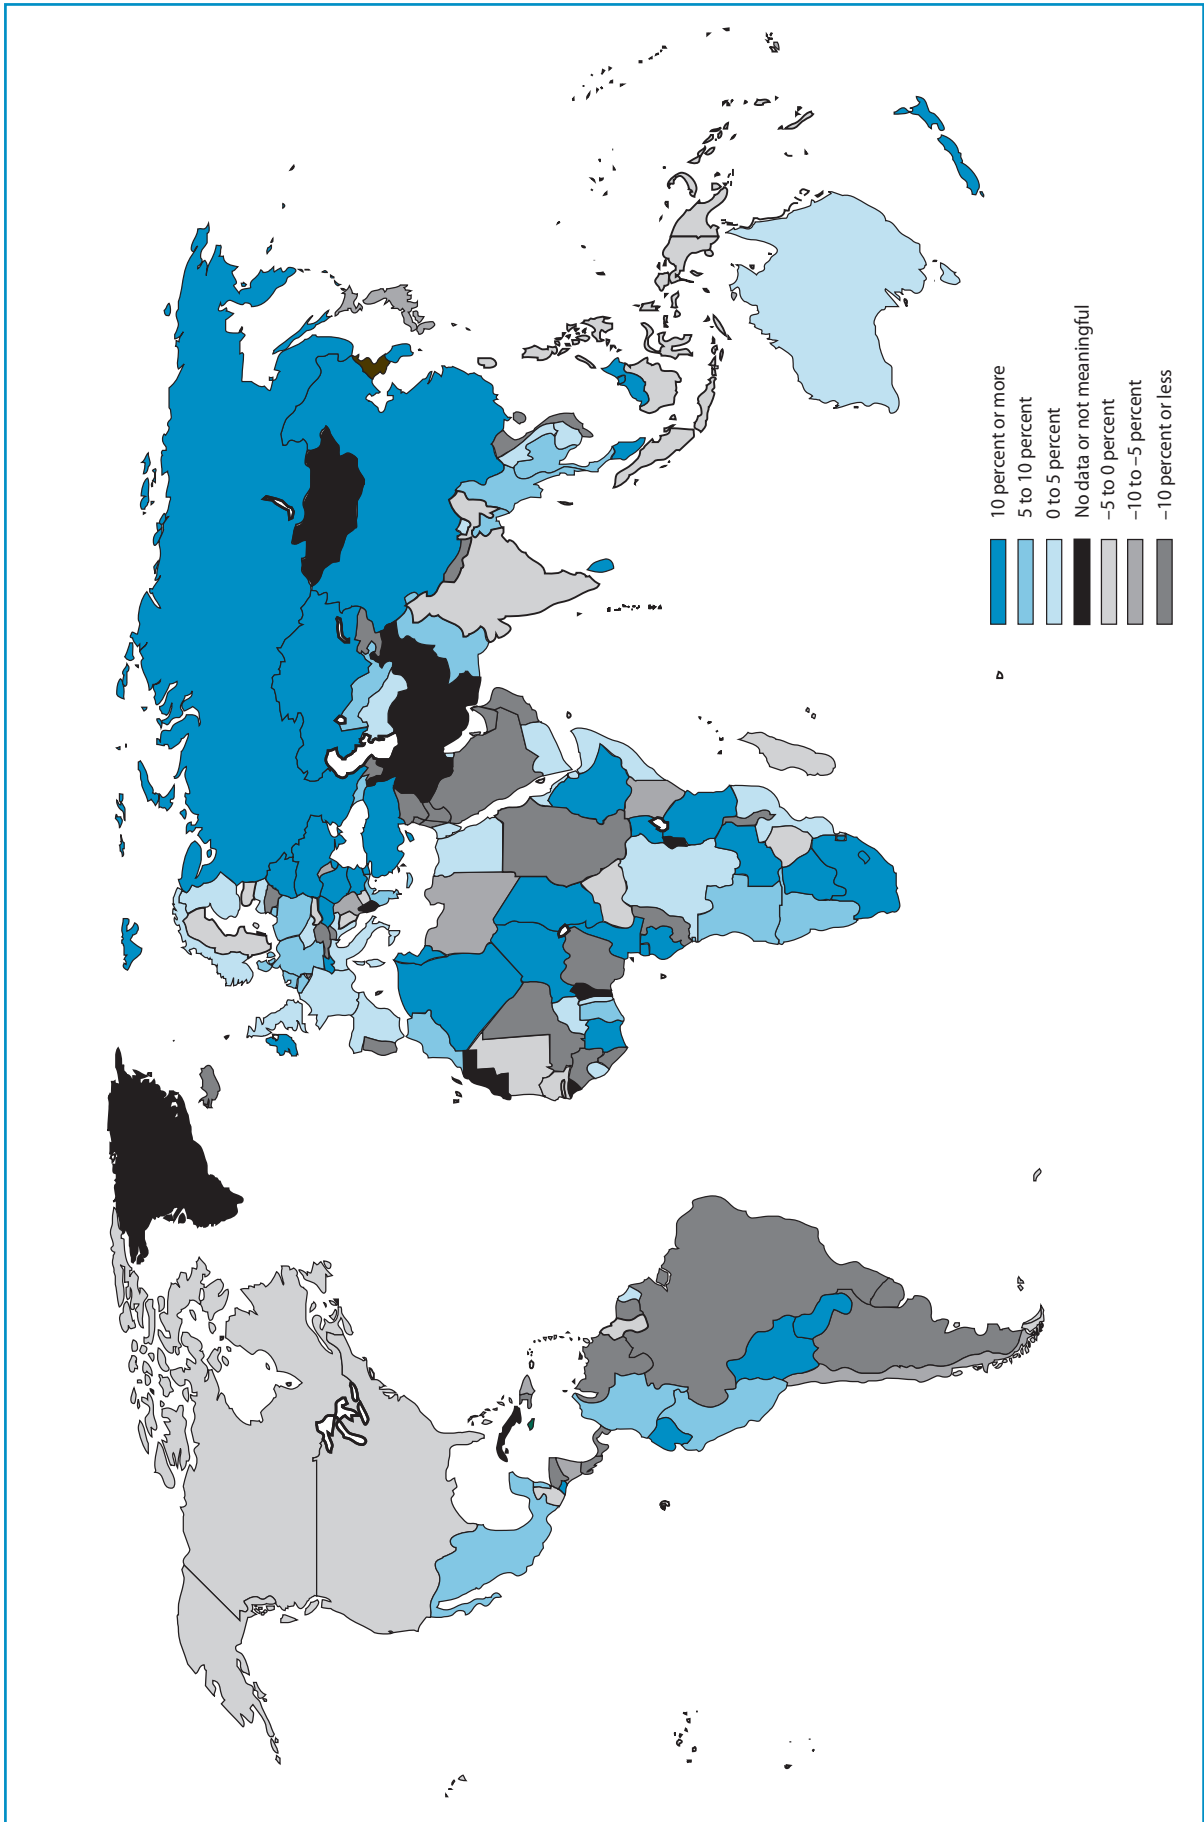 10 percent or more
5 to 10 percent
0 to 5 percent
No data or not meaningful
–5 to 0 percent
–10 to –5 percent
–10 percent or less